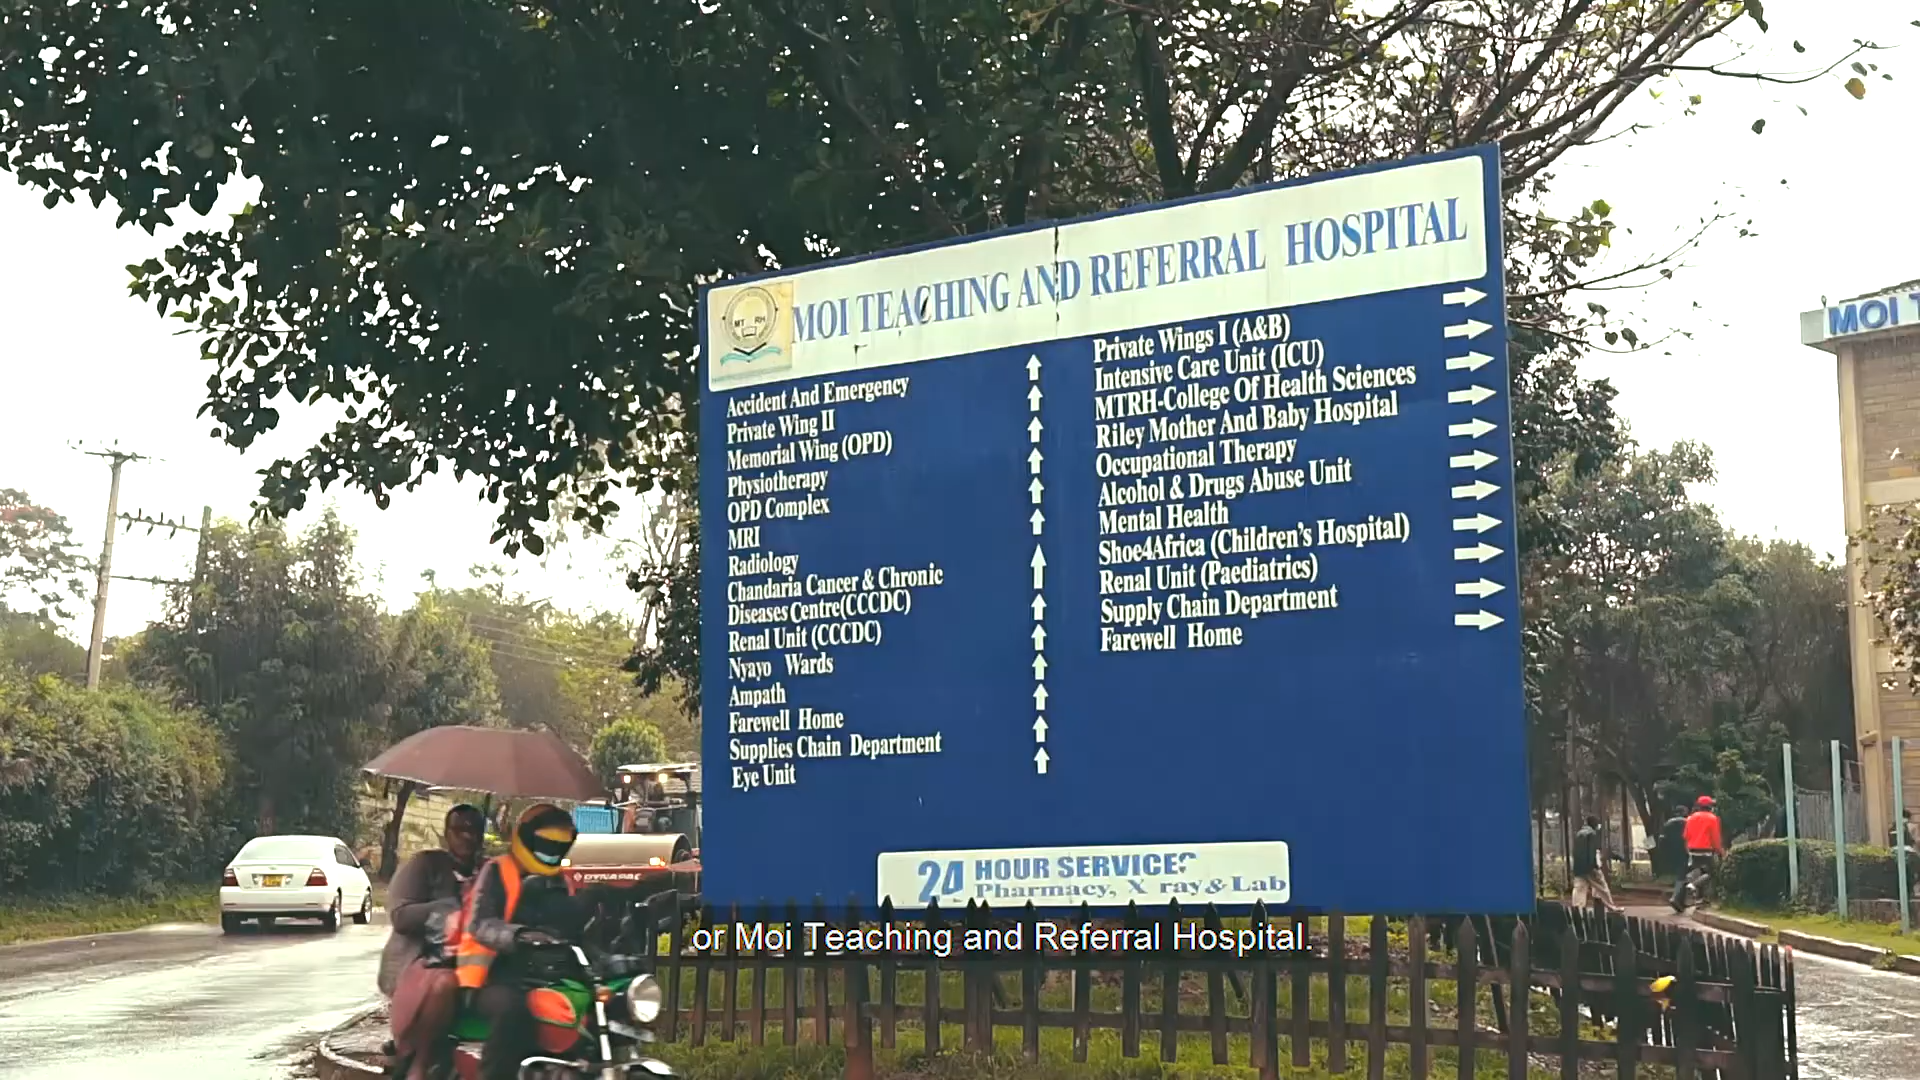 MOI TEACHING AND REFERRAL HOSPITAL
MT RH
Accident And Emergency
Private Wing II
Memorial Wing (OPD)
Physiotherapy
OPD Complex
MRI
Radiology
Chandaria Cancer & Chronic
Diseases Centre(CCCDC)
Renal Unit (CCCDC)
Nyayo Wards
Ampath
Farewell Home
Supplies Chain Department
Eye Unit
Private Wings I (A&B)
Intensive Care Unit (ICU)
MTRH-College Of Health Sciences
Riley Mother And Baby Hospital
Occupational Therapy
Alcohol & Drugs Abuse Unit
Mental Health
Shoe4Africa (Children's Hospital)
Renal Unit (Paediatrics)
Supply Chain Department
Farewell Home
24 HOUR SERVICES
Pharmacy, X ray & Lab
MOI T
DYNAPAC
or Moi Teaching and Referral Hospital.